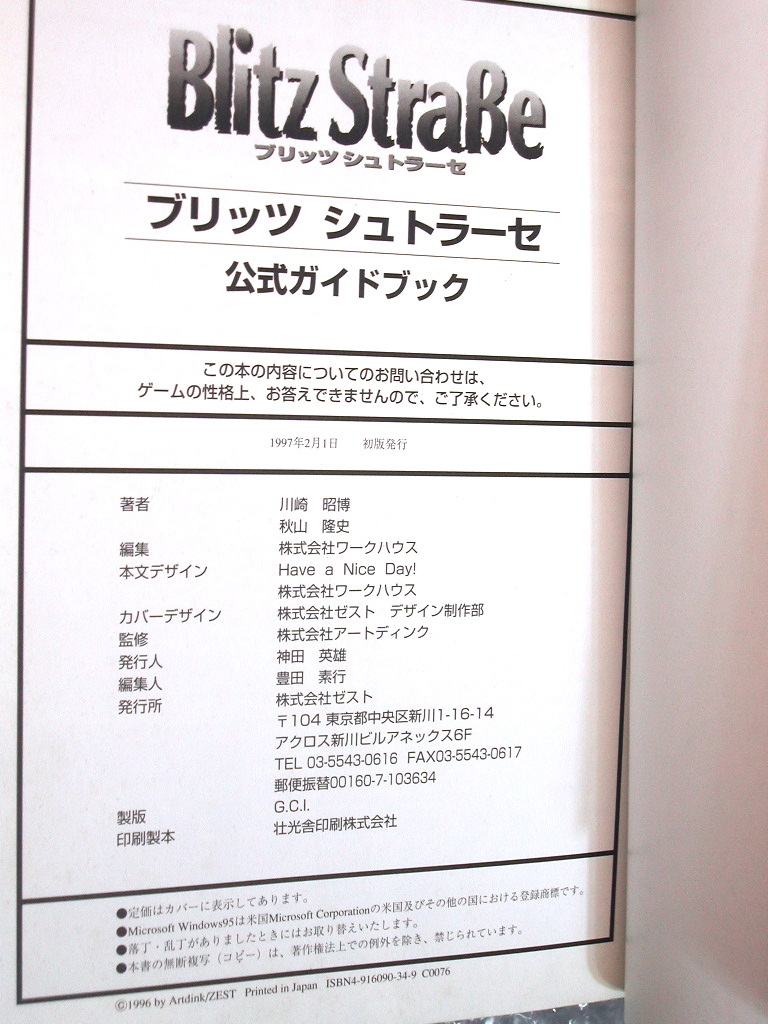 Blitz Straße
ブリッツ シュトラーセ
ブリッツ シュトラーセ
公式ガイドブック
この本の内容についてのお問い合わせは、
ゲームの性格上、お答えできませんので、ご了承ください。
1997年2月1日　初版発行
著者　川崎　昭博
秋山　隆史
編集　株式会社ワークハウス
本文デザイン　Have a Nice Day!
株式会社ワークハウス
カバーデザイン　株式会社ゼスト　デザイン制作部
監修　株式会社アートディンク
発行人　神田　英雄
編集人　豊田　素行
発行所　株式会社ゼスト
〒104 東京都中央区新川1-16-14
アクロス新川ビルアネックス6F
TEL 03-5543-0616 FAX03-5543-0617
郵便振替00160-7-103634
製版　G.C.I.
印刷製本　壮光舎印刷株式会社
●定価はカバーに表示してあります。
●Microsoft Windows95は米国Microsoft Corporationの米国及びその他の国における登録商標です。
●落丁・乱丁がありましたときにはお取り替えいたします。
●本書の無断複写（コピー）は、著作権法上での例外を除き、禁じられています。
©1996 by Artdink/ZEST Printed in Japan ISBN4-916090-34-9 C0076